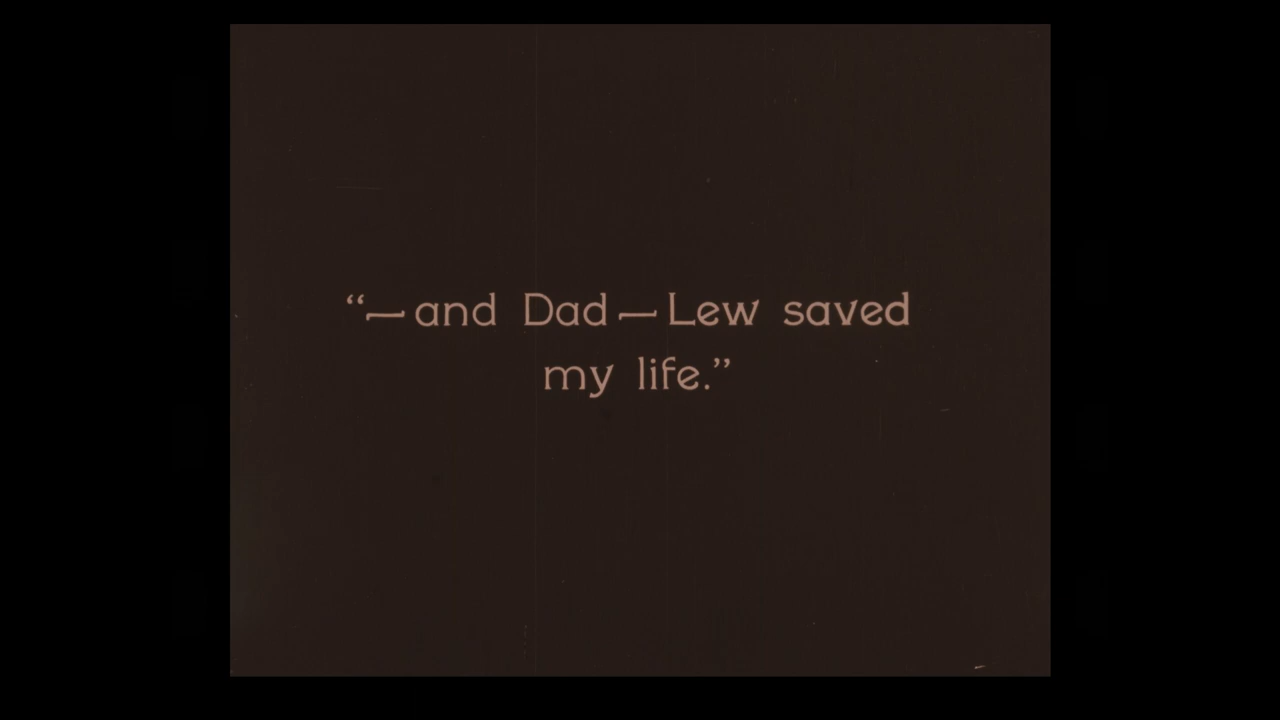 “—and Dad—Lew saved
my life.”